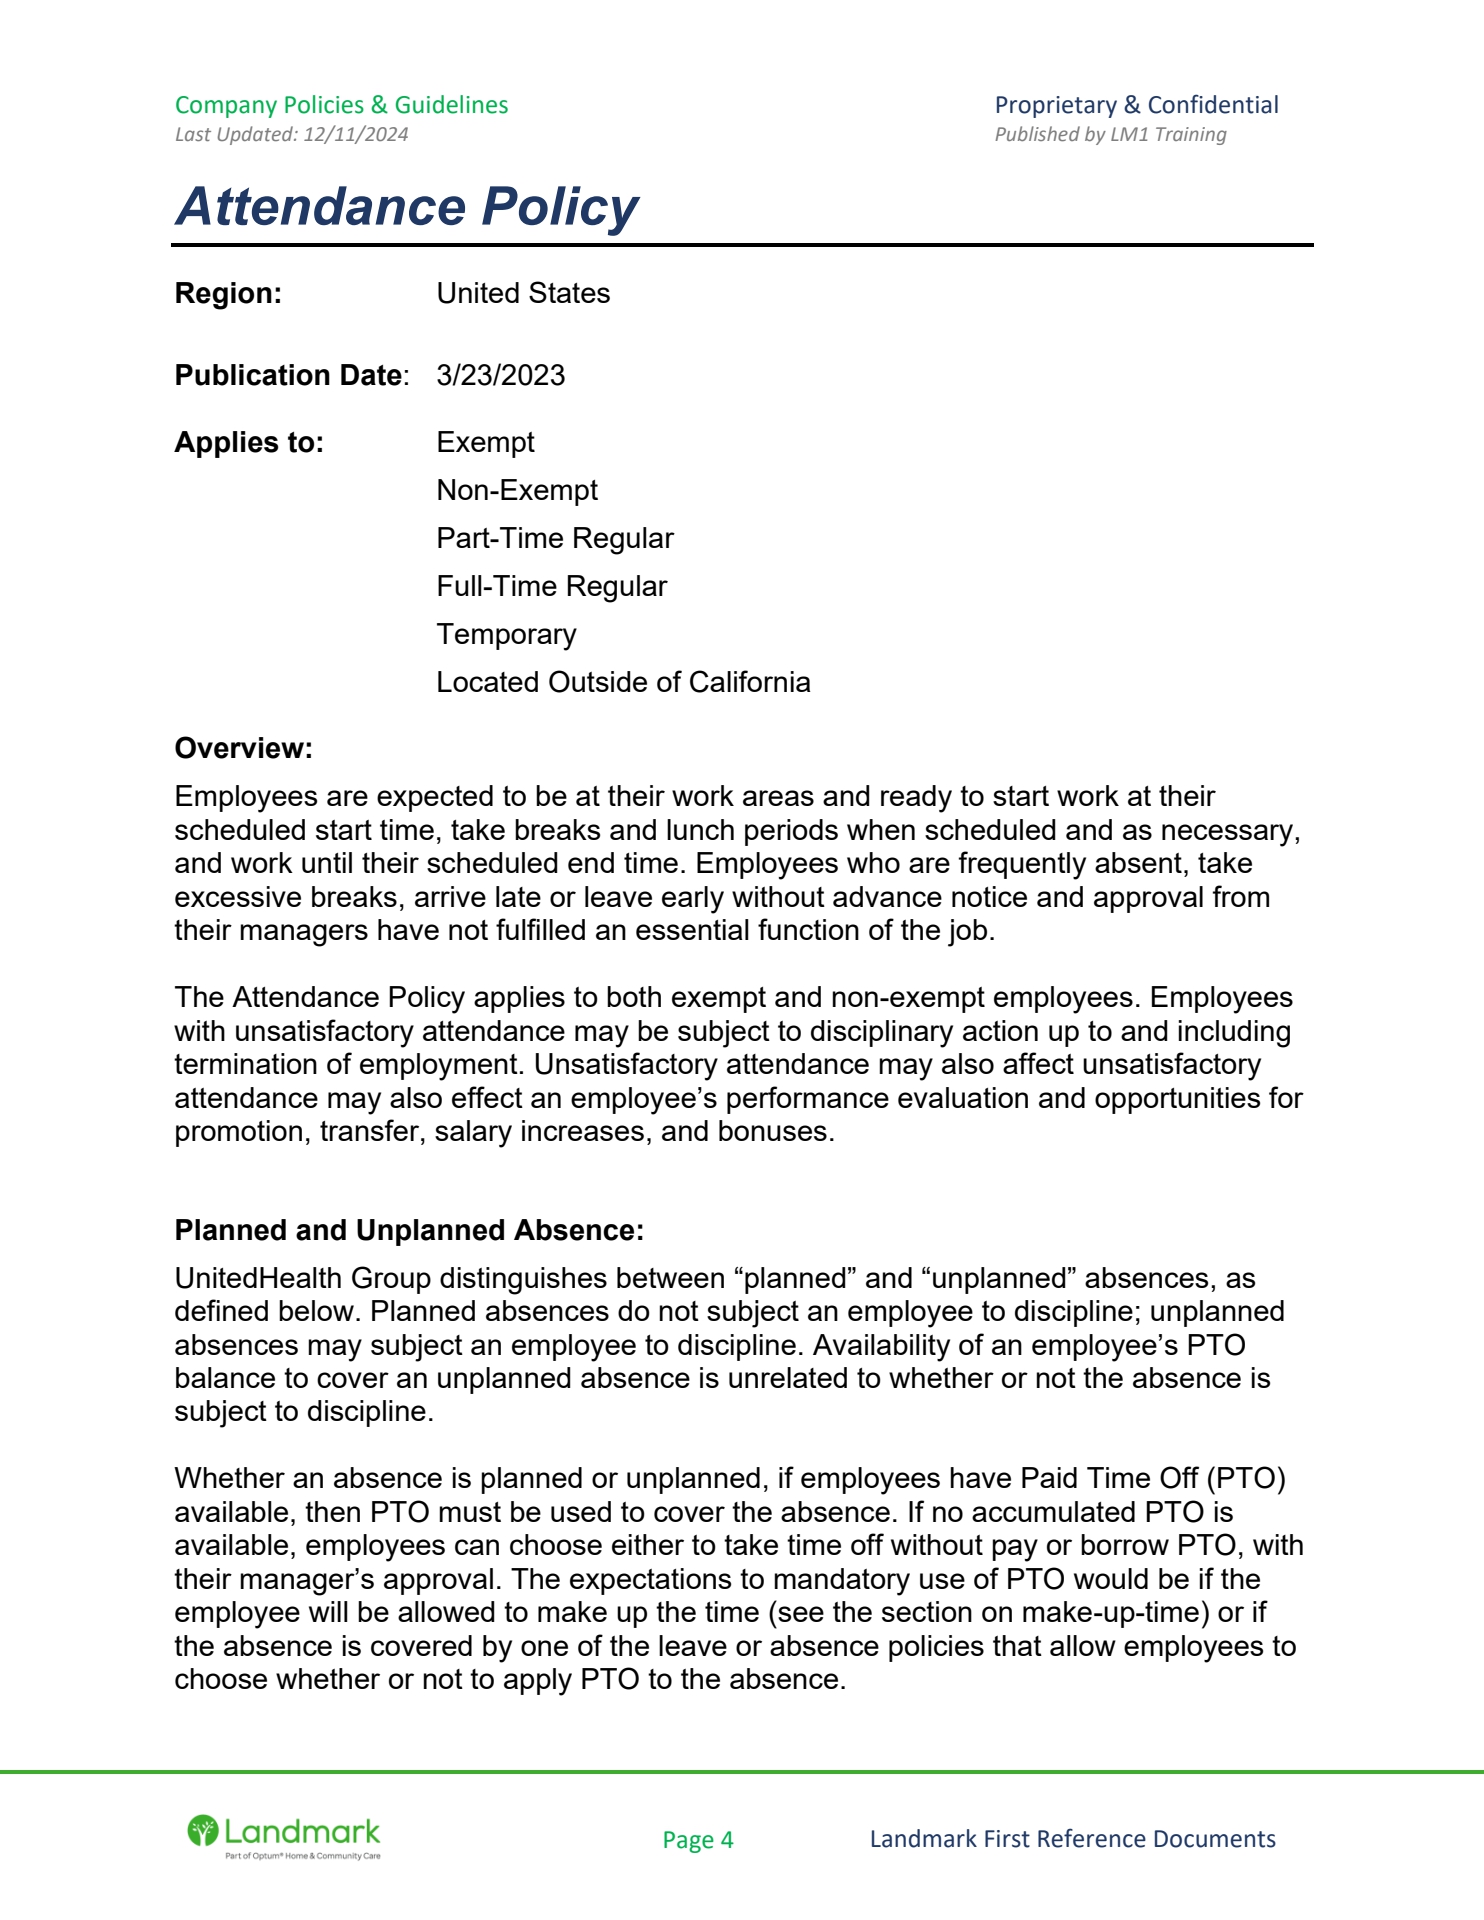 Company Policies & Guidelines
Proprietary & Confidential
Last Updated: 12/11/2024
Published by LM1 Training
Attendance Policy
Region: United States
Publication Date: 3/23/2023
Applies to: Exempt
Non-Exempt
Part-Time Regular
Full-Time Regular
Temporary
Located Outside of California
Overview:
Employees are expected to be at their work areas and ready to start work at their
scheduled start time, take breaks and lunch periods when scheduled and as necessary,
and work until their scheduled end time. Employees who are frequently absent, take
excessive breaks, arrive late or leave early without advance notice and approval from
their managers have not fulfilled an essential function of the job.
The Attendance Policy applies to both exempt and non-exempt employees. Employees
with unsatisfactory attendance may be subject to disciplinary action up to and including
termination of employment. Unsatisfactory attendance may also affect unsatisfactory
attendance may also effect an employee’s performance evaluation and opportunities for
promotion, transfer, salary increases, and bonuses.
Planned and Unplanned Absence:
UnitedHealth Group distinguishes between “planned” and “unplanned” absences, as
defined below. Planned absences do not subject an employee to discipline; unplanned
absences may subject an employee to discipline. Availability of an employee’s PTO
balance to cover an unplanned absence is unrelated to whether or not the absence is
subject to discipline.
Whether an absence is planned or unplanned, if employees have Paid Time Off (PTO)
available, then PTO must be used to cover the absence. If no accumulated PTO is
available, employees can choose either to take time off without pay or borrow PTO, with
their manager’s approval. The expectations to mandatory use of PTO would be if the
employee will be allowed to make up the time (see the section on make-up-time) or if
the absence is covered by one of the leave or absence policies that allow employees to
choose whether or not to apply PTO to the absence.
Landmark
Part of Optum® Home & Community Care
Page 4
Landmark First Reference Documents